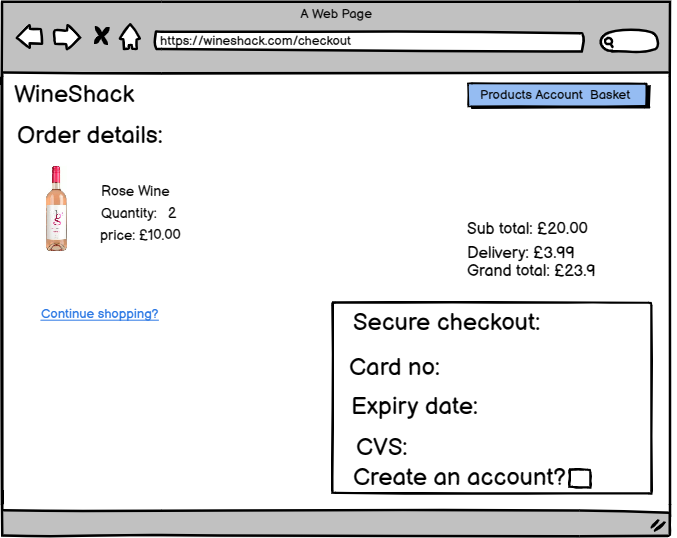 A Web Page
https://wineshack.com/checkout
WineShack
Products Account Basket
Order details:
Rose Wine
Quantity: 2
price: £10.00
Sub total: £20.00
Delivery: £3.99
Grand total: £23.9
Continue shopping?
Secure checkout:
Card no:
Expiry date:
CVS:
Create an account?